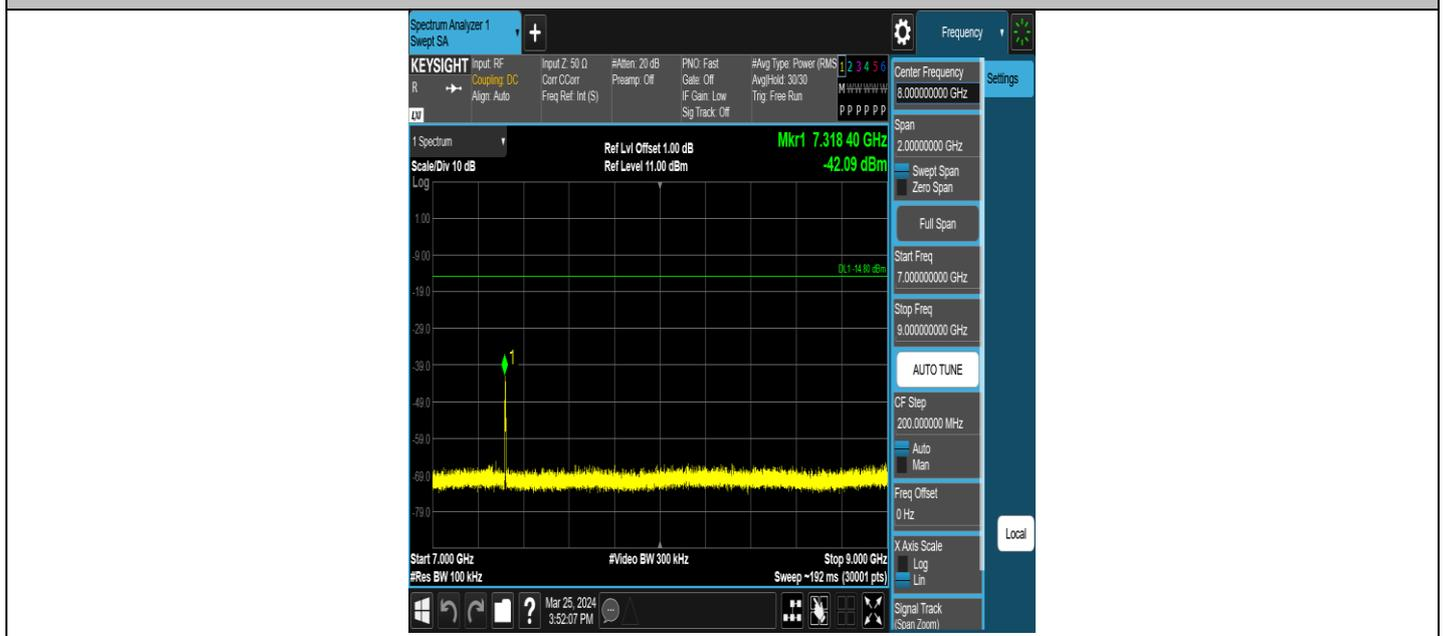 Spectrum Analyzer 1
Swept SA
+
Frequency
KEYSIGHT
R
LXI
Input: RF
Coupling: DC
Align: Auto
Input Z: 50 Ω
Corr CCorr
Freq Ref: Int (S)
#Atten: 20 dB
Preamp: Off
PNO: Fast
Gate: Off
IF Gain: Low
Sig Track: Off
#Avg Type: Power (RMS
Avg|Hold: 30/30
Trig: Free Run
1 2 3 4 5 6
M W W W W W
P P P P P P
1 Spectrum
Scale/Div 10 dB
Ref Lvl Offset 1.00 dB
Ref Level 11.00 dBm
Mkr1 7.318 40 GHz
-42.09 dBm
Log
1.00
-9.00
DL1 -14.80 dBm
-19.0
-29.0
1
-39.0
-49.0
-59.0
-69.0
-79.0
Start 7.000 GHz
#Video BW 300 kHz
Stop 9.000 GHz
#Res BW 100 kHz
Sweep ~192 ms (30001 pts)
?
Mar 25, 2024
3:52:07 PM
Center Frequency
8.000000000 GHz
Settings
Span
2.00000000 GHz
Swept Span
Zero Span
Full Span
Start Freq
7.000000000 GHz
Stop Freq
9.000000000 GHz
AUTO TUNE
CF Step
200.000000 MHz
Auto
Man
Freq Offset
0 Hz
Local
X Axis Scale
Log
Lin
Signal Track
(Span Zoom)